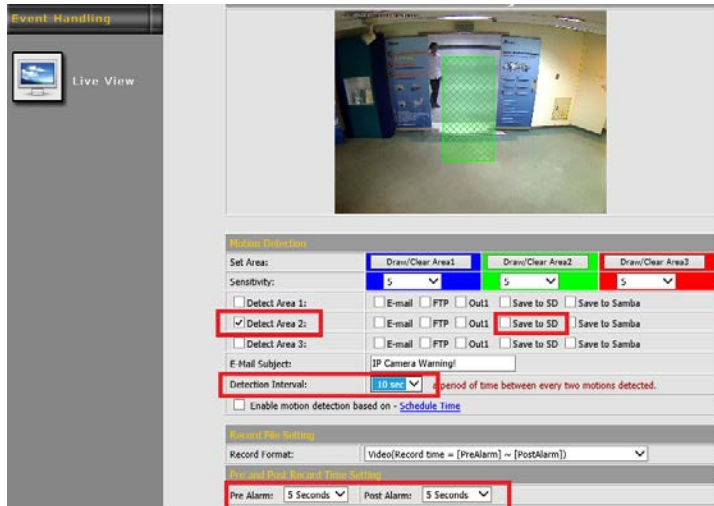 Event Handling
Live View
Motion Detection
Set Area: Draw/Clear Area1 Draw/Clear Area2 Draw/Clear Area3
Sensitivity: 5 5 5
Detect Area 1: E-mail FTP Out1 Save to SD Save to Samba
Detect Area 2: E-mail FTP Out1 Save to SD Save to Samba
Detect Area 3: E-mail FTP Out1 Save to SD Save to Samba
E-Mail Subject: IP Camera Warning!
Detection Interval: 10 sec a period of time between every two motions detected.
Enable motion detection based on - Schedule Time
Record File Setting
Record Format: Video(Record time = [PreAlarm] ~ [PostAlarm])
Pre and Post Record Time Setting
Pre Alarm: 5 Seconds Post Alarm: 5 Seconds